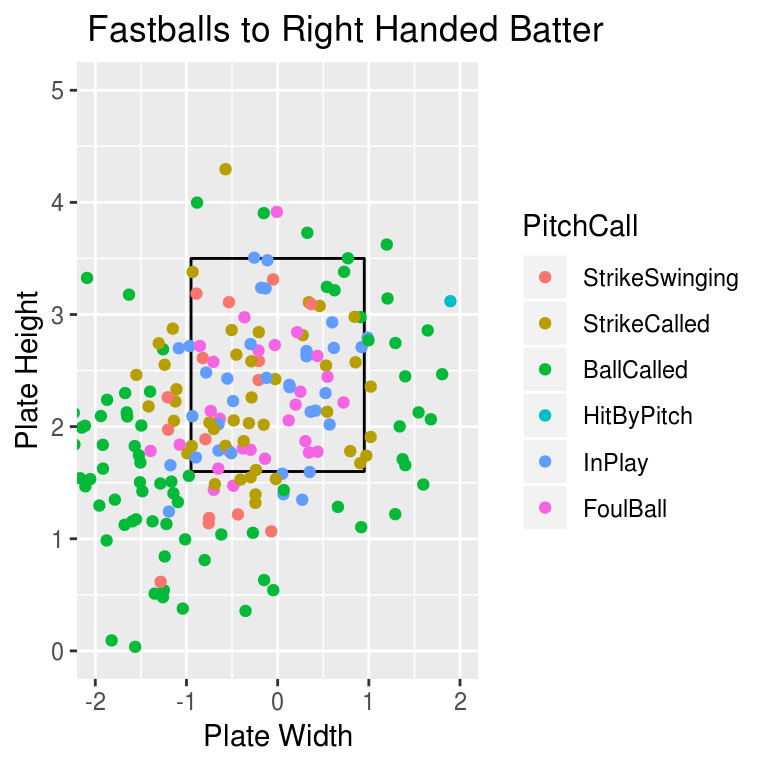 Fastballs to Right Handed Batter
5
4
3
2
1
0
-2 -1 0 1 2
Plate Height
Plate Width
PitchCall
StrikeSwinging
StrikeCalled
BallCalled
HitByPitch
InPlay
FoulBall